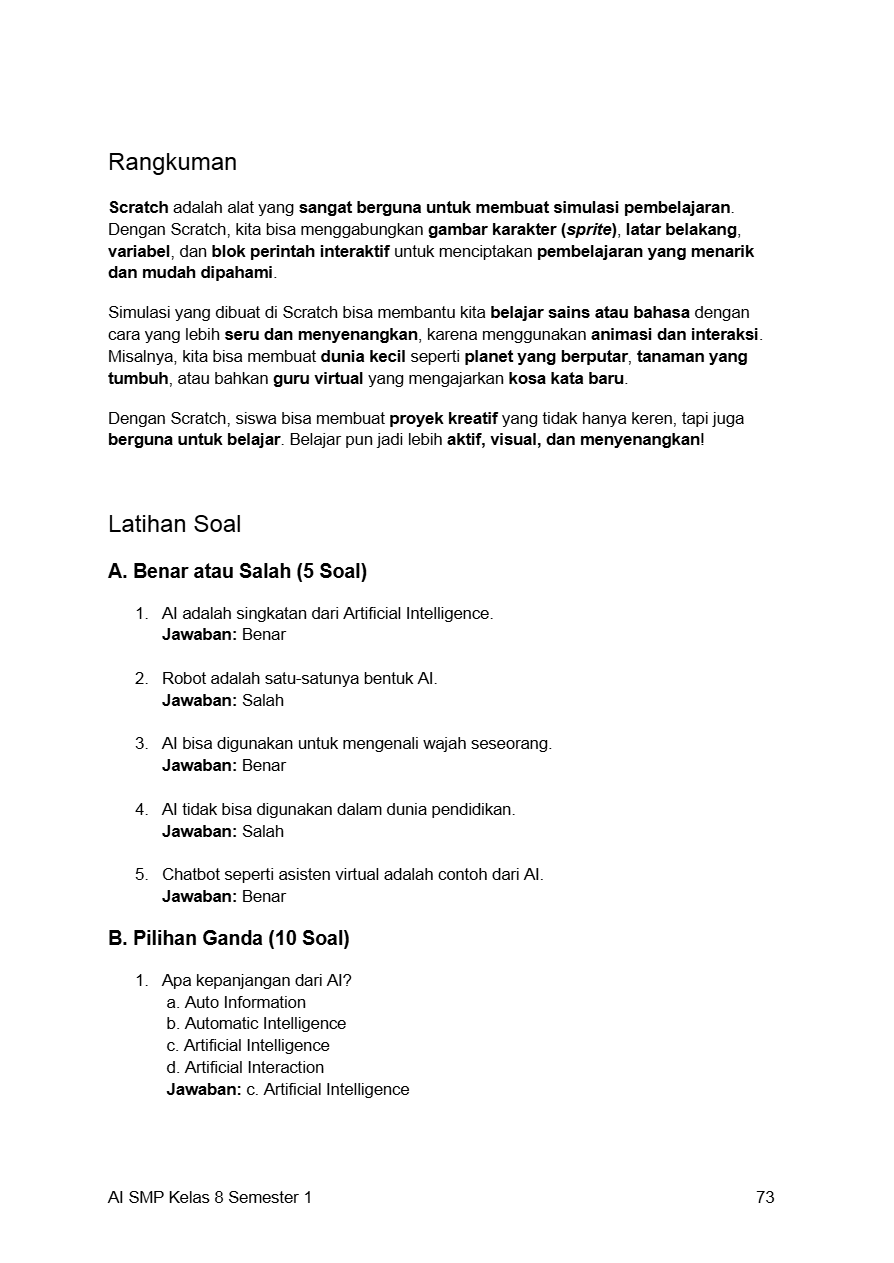 Rangkuman
Scratch adalah alat yang sangat berguna untuk membuat simulasi pembelajaran.
Dengan Scratch, kita bisa menggabungkan gambar karakter (sprite), latar belakang,
variabel, dan blok perintah interaktif untuk menciptakan pembelajaran yang menarik
dan mudah dipahami.
Simulasi yang dibuat di Scratch bisa membantu kita belajar sains atau bahasa dengan
cara yang lebih seru dan menyenangkan, karena menggunakan animasi dan interaksi.
Misalnya, kita bisa membuat dunia kecil seperti planet yang berputar, tanaman yang
tumbuh, atau bahkan guru virtual yang mengajarkan kosa kata baru.
Dengan Scratch, siswa bisa membuat proyek kreatif yang tidak hanya keren, tapi juga
berguna untuk belajar. Belajar pun jadi lebih aktif, visual, dan menyenangkan!
Latihan Soal
A. Benar atau Salah (5 Soal)
1. AI adalah singkatan dari Artificial Intelligence.
Jawaban: Benar
2. Robot adalah satu-satunya bentuk AI.
Jawaban: Salah
3. AI bisa digunakan untuk mengenali wajah seseorang.
Jawaban: Benar
4. AI tidak bisa digunakan dalam dunia pendidikan.
Jawaban: Salah
5. Chatbot seperti asisten virtual adalah contoh dari AI.
Jawaban: Benar
B. Pilihan Ganda (10 Soal)
1. Apa kepanjangan dari AI?
a. Auto Information
b. Automatic Intelligence
c. Artificial Intelligence
d. Artificial Interaction
Jawaban: c. Artificial Intelligence
AI SMP Kelas 8 Semester 1 73